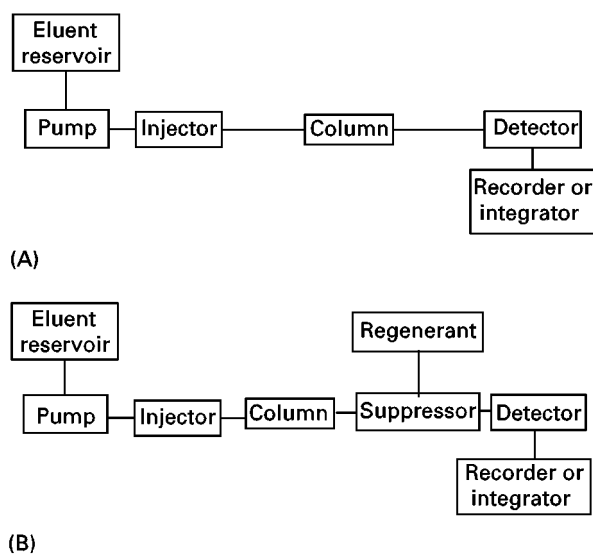 Eluent
reservoir
Pump
Injector
Column
Detector
Recorder or
integrator
(A)
Eluent
reservoir
Regenerant
Pump
Injector
Column
Suppressor
Detector
Recorder or
integrator
(B)